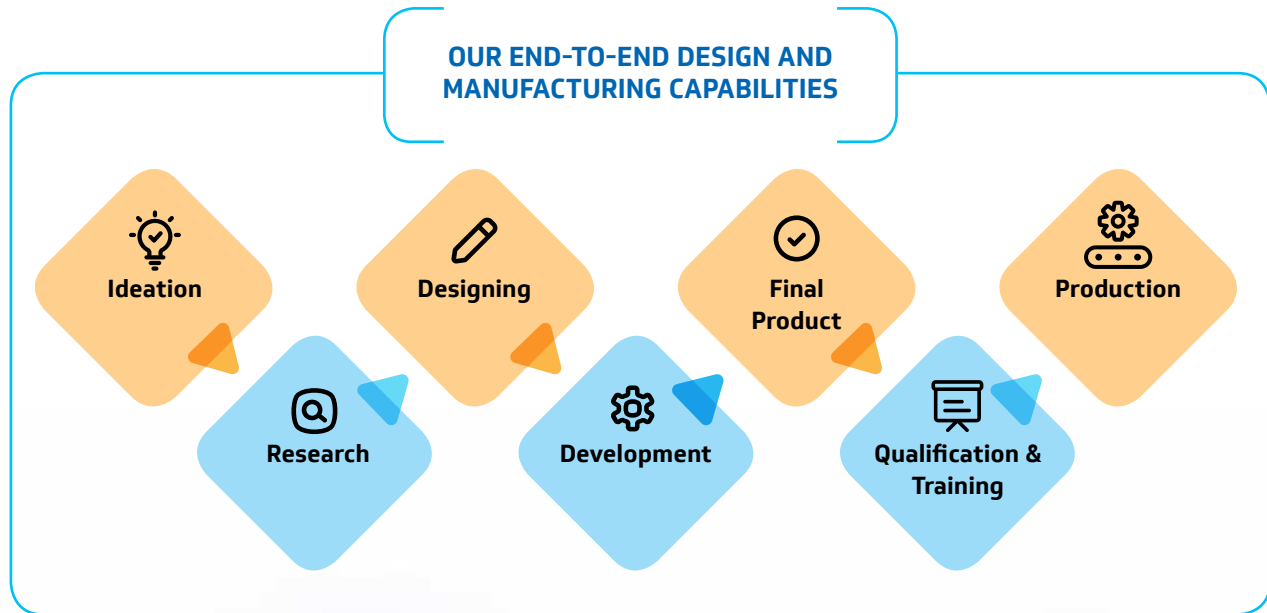 OUR END-TO-END DESIGN AND
MANUFACTURING CAPABILITIES
Ideation
Research
Designing
Development
Final
Product
Qualification &
Training
Production